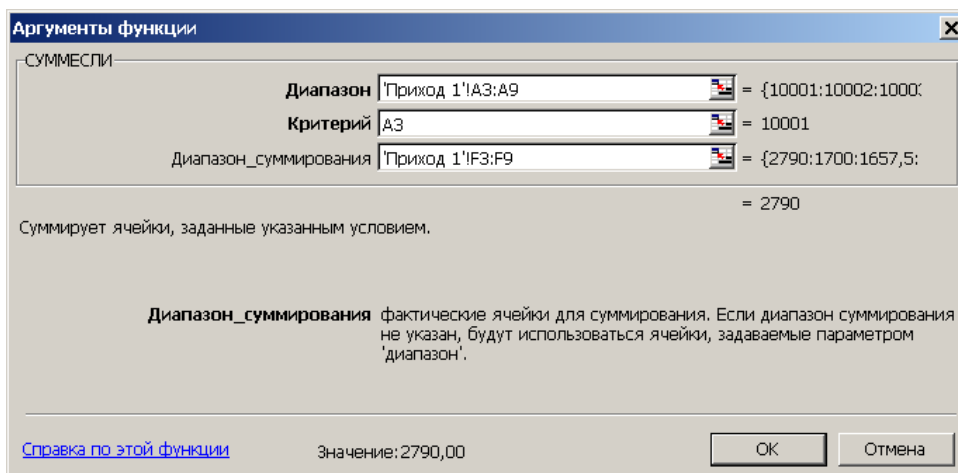 Аргументы функции
СУММЕСЛИ
Диапазон 'Приход 1'!A3:A9 = {10001:10002:1000
Критерий A3 = 10001
Диапазон_суммирования 'Приход 1'!F3:F9 = {2790:1700:1657,5:
= 2790
Суммирует ячейки, заданные указанным условием.
Диапазон_суммирования фактические ячейки для суммирования. Если диапазон суммирования
не указан, будут использоваться ячейки, задаваемые параметром
'диапазон'.
Справка по этой функции Значение:2790,00 OK Отмена